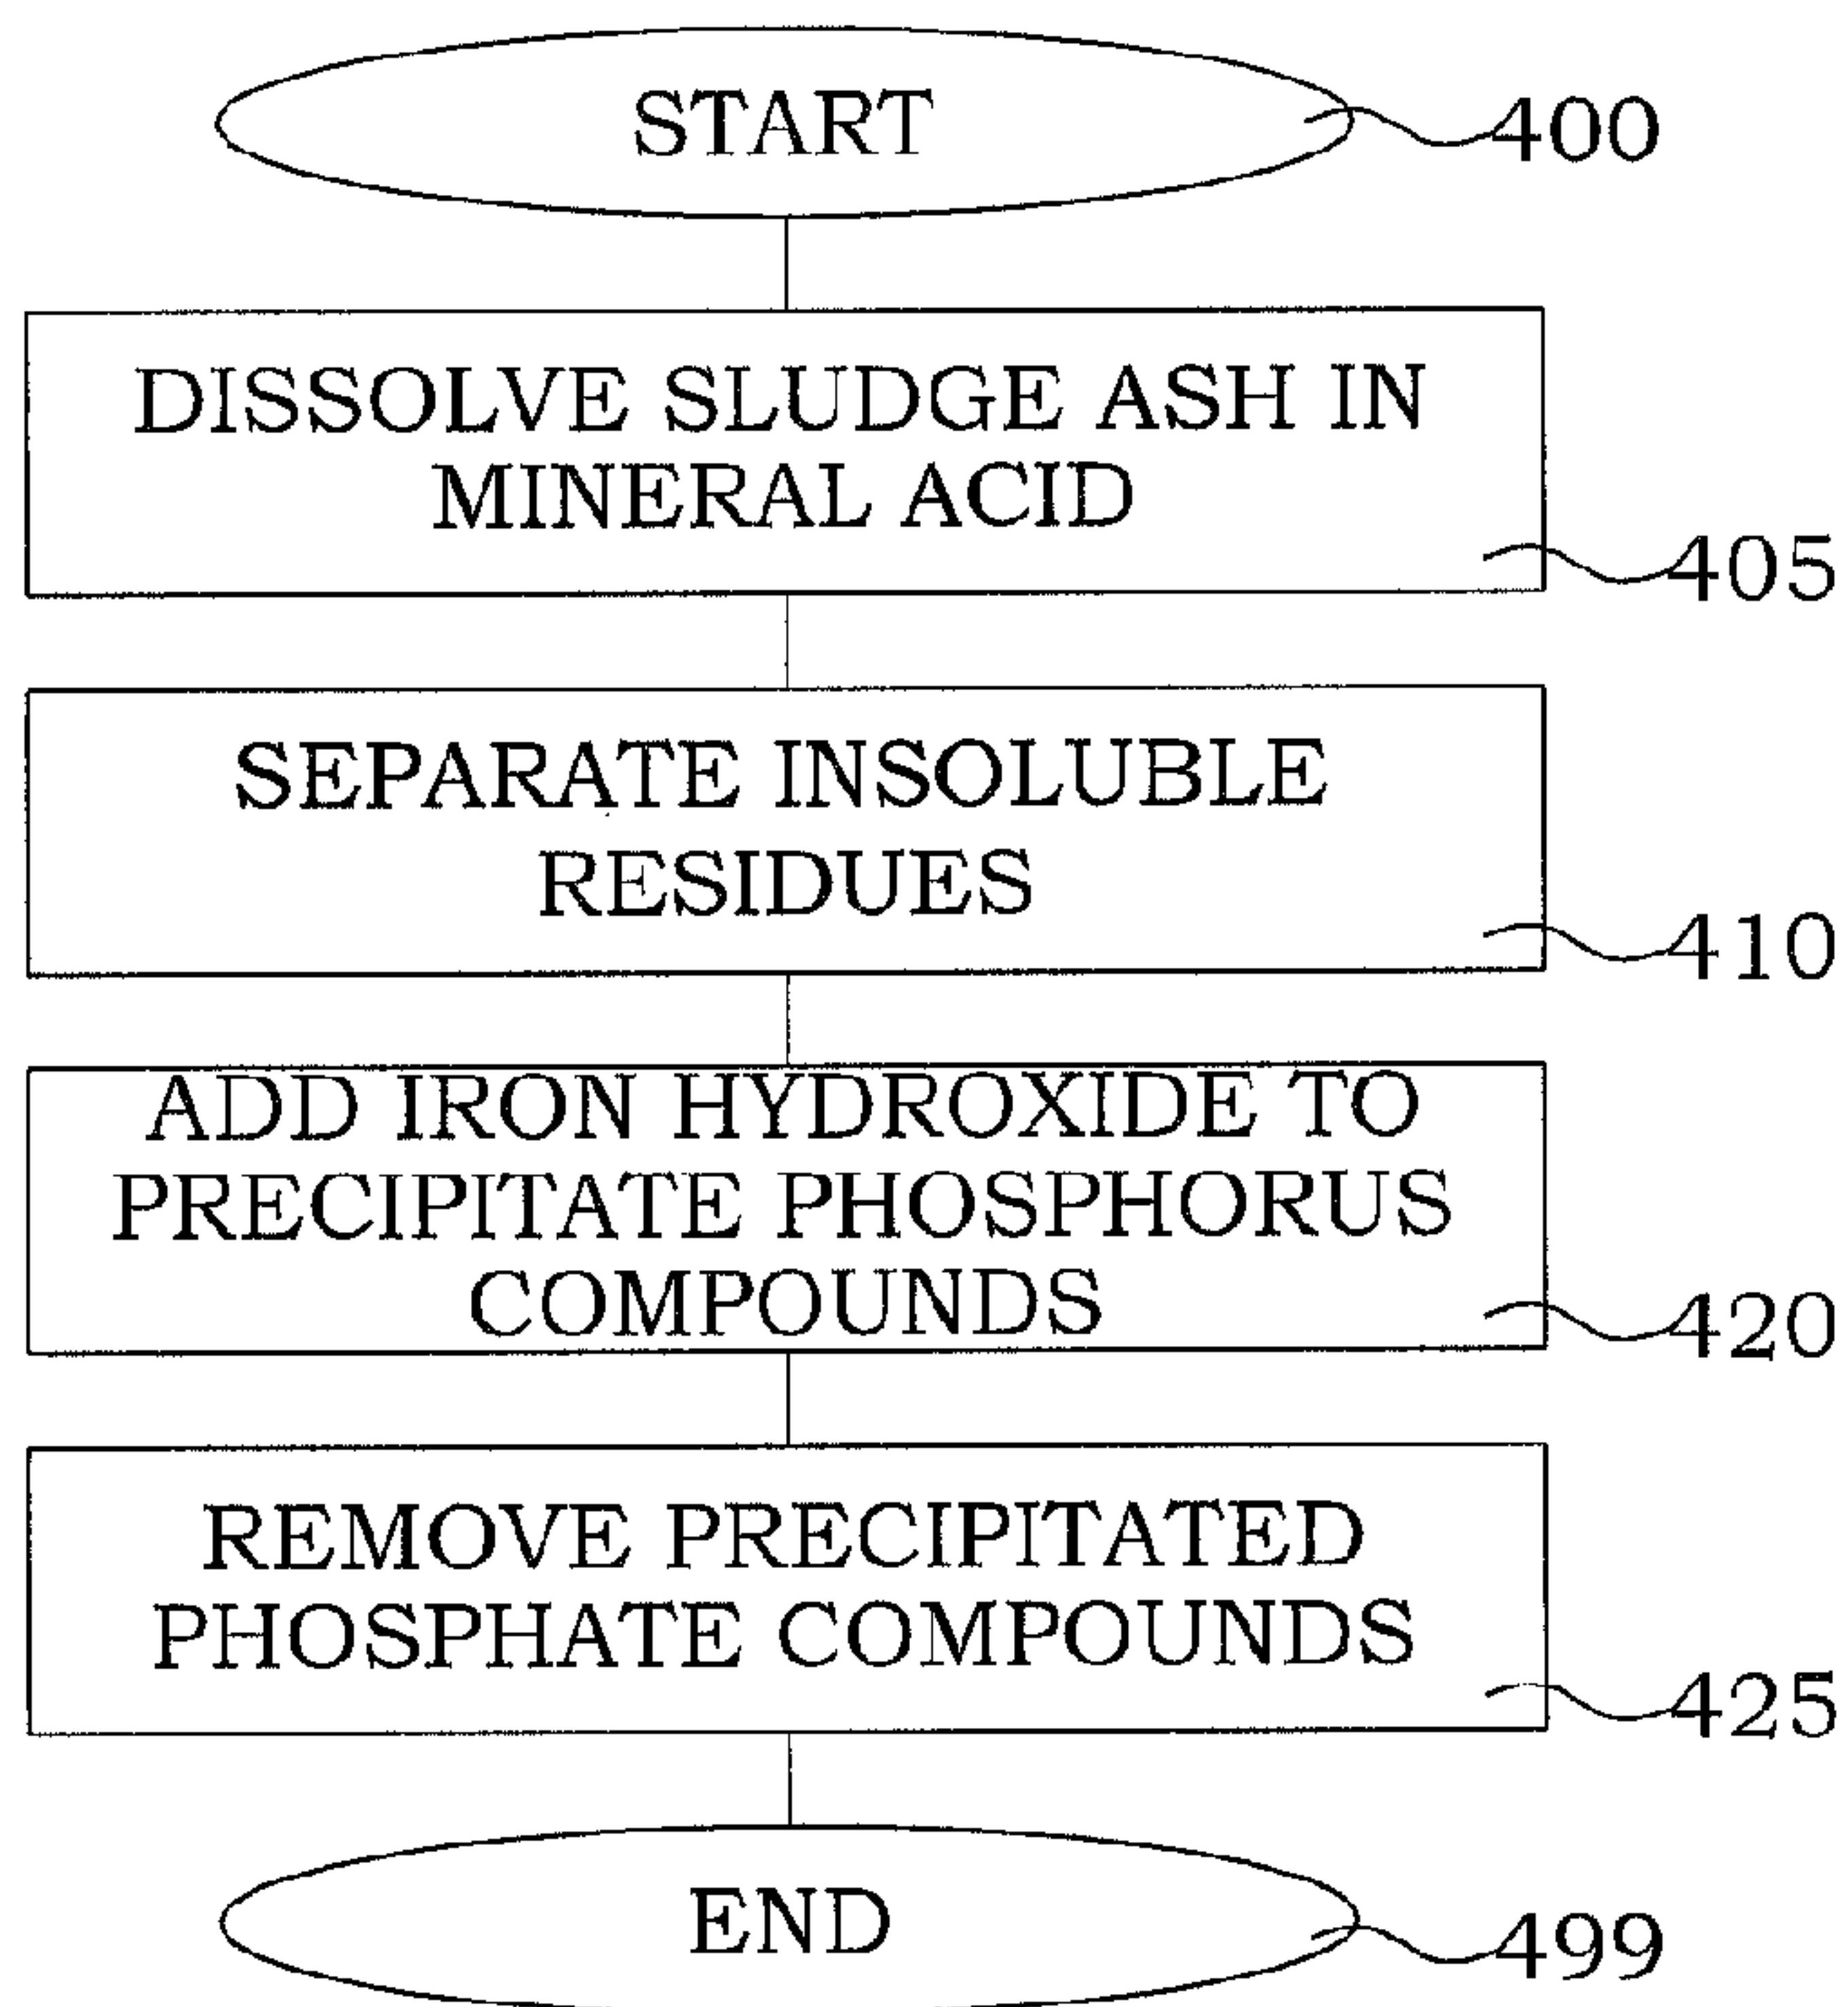 START
400
DISSOLVE SLUDGE ASH IN
MINERAL ACID
405
SEPARATE INSOLUBLE
RESIDUES
410
ADD IRON HYDROXIDE TO
PRECIPITATE PHOSPHORUS
COMPOUNDS
420
REMOVE PRECIPITATED
PHOSPHATE COMPOUNDS
425
END
499